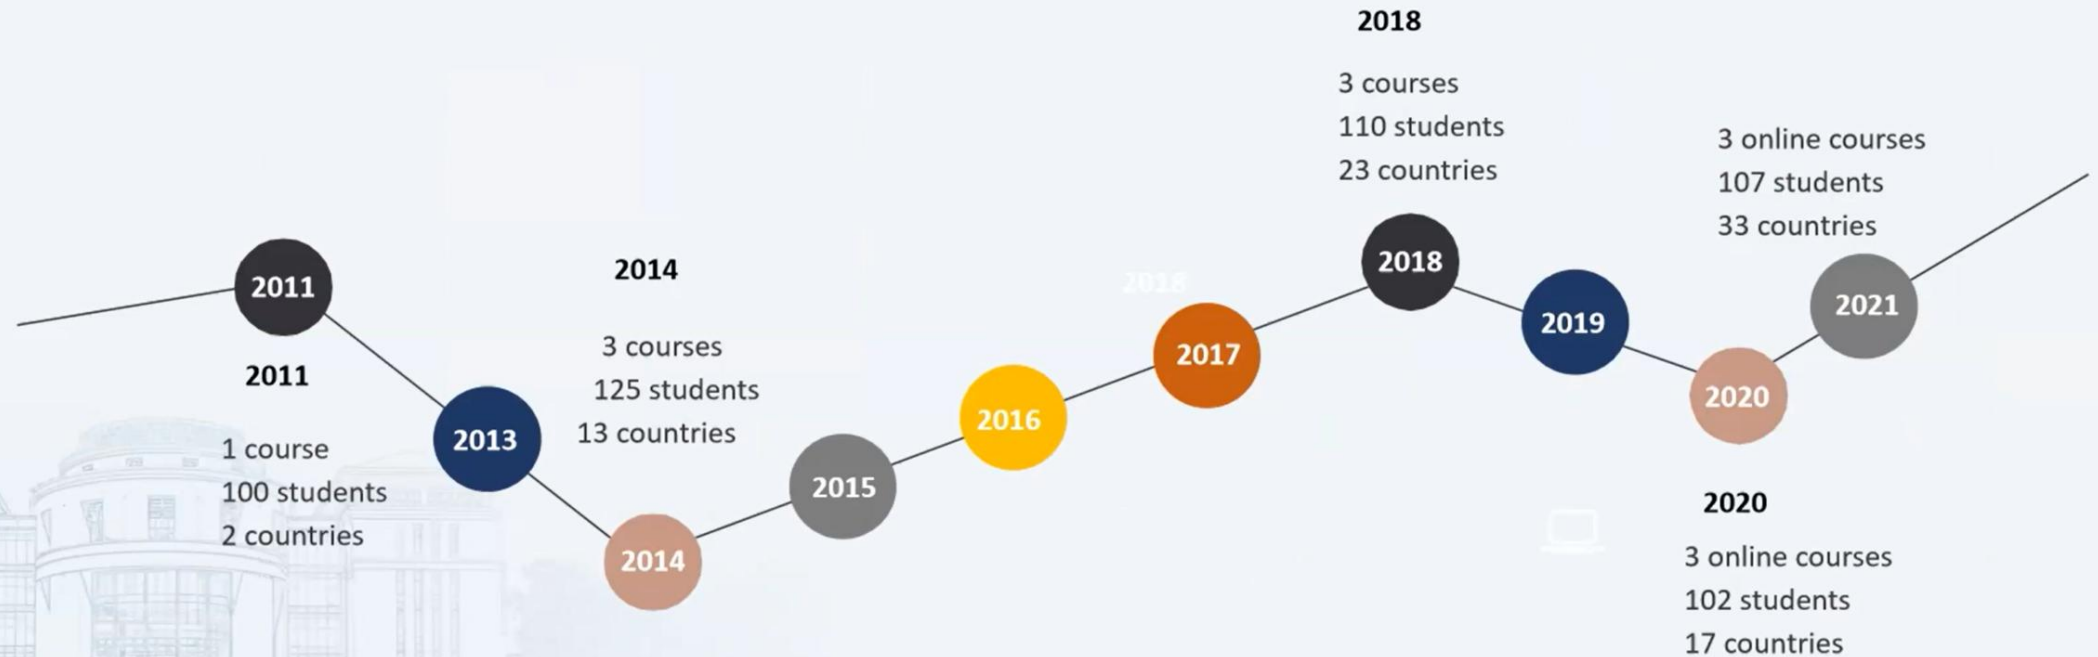 2011
2011
1 course
100 students
2 countries
2013
2014
3 courses
125 students
13 countries
2014
2015
2016
2018
2017
2018
3 courses
110 students
23 countries
2018
2019
2020
2020
3 online courses
102 students
17 countries
3 online courses
107 students
33 countries
2021